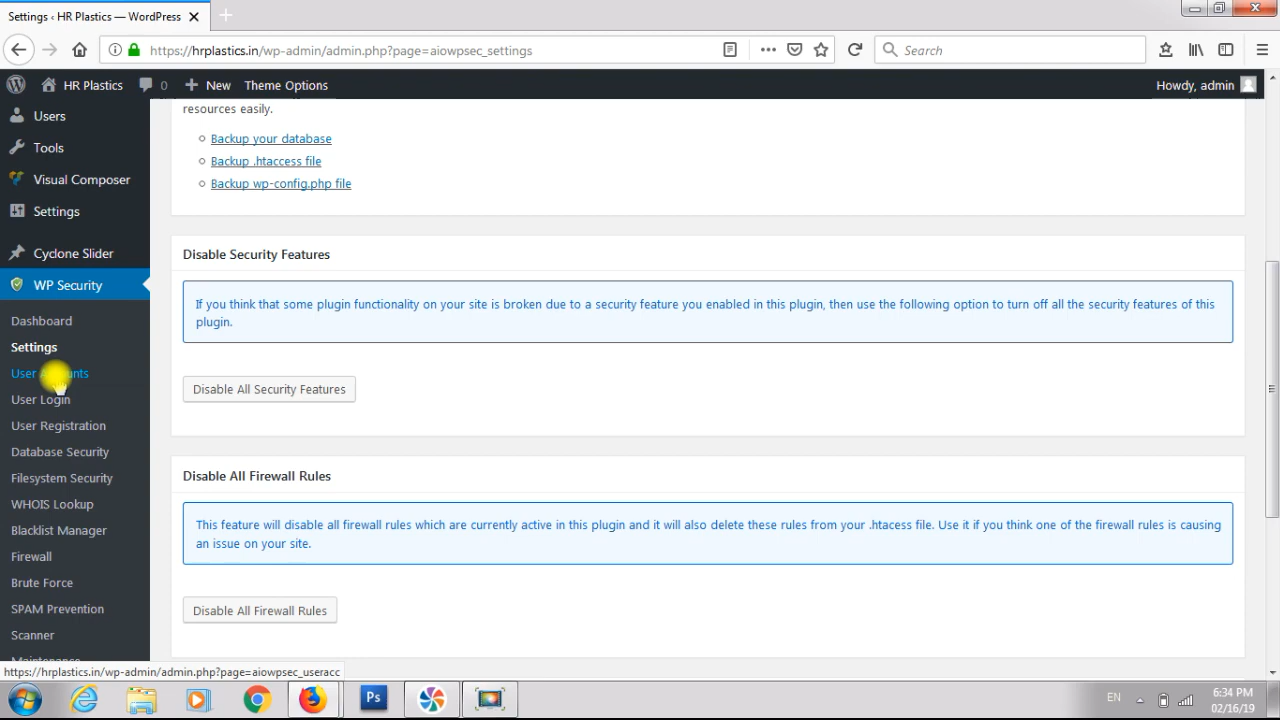 Settings ‹ HR Plastics — WordPress
https://hrplastics.in/wp-admin/admin.php?page=aiowpsec_settings
Search
HR Plastics
0
New
Theme Options
Howdy, admin
Users
Tools
Visual Composer
Settings
Cyclone Slider
WP Security
Dashboard
Settings
User Accounts
User Login
User Registration
Database Security
Filesystem Security
WHOIS Lookup
Blacklist Manager
Firewall
Brute Force
SPAM Prevention
Scanner
Maintenance
resources easily.
Backup your database
Backup .htaccess file
Backup wp-config.php file
Disable Security Features
If you think that some plugin functionality on your site is broken due to a security feature you enabled in this plugin, then use the following option to turn off all the security features of this
plugin.
Disable All Security Features
Disable All Firewall Rules
This feature will disable all firewall rules which are currently active in this plugin and it will also delete these rules from your .htacess file. Use it if you think one of the firewall rules is causing
an issue on your site.
Disable All Firewall Rules
https://hrplastics.in/wp-admin/admin.php?page=aiowpsec_useracc
Ps
EN
6:34 PM
02/16/19